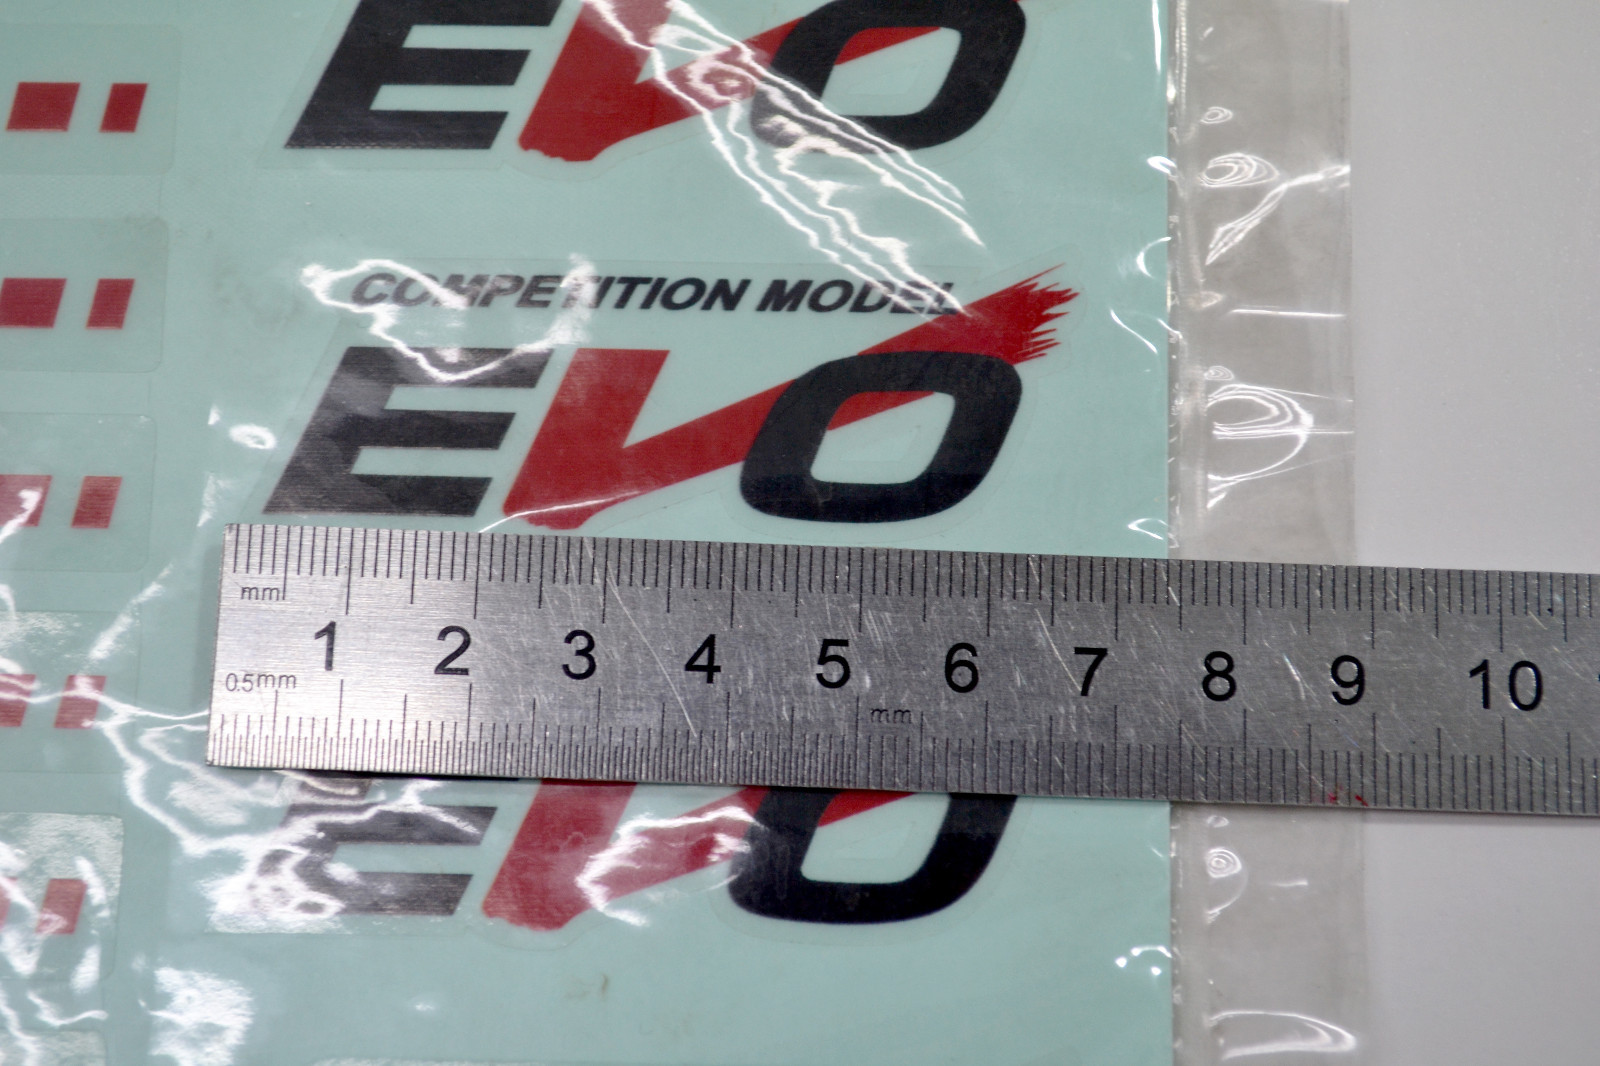 EVO
COMPETITION MODEL
EVO
mm
1 2 3 4 5 6 7 8 9 10
0.5mm
mm
EVO